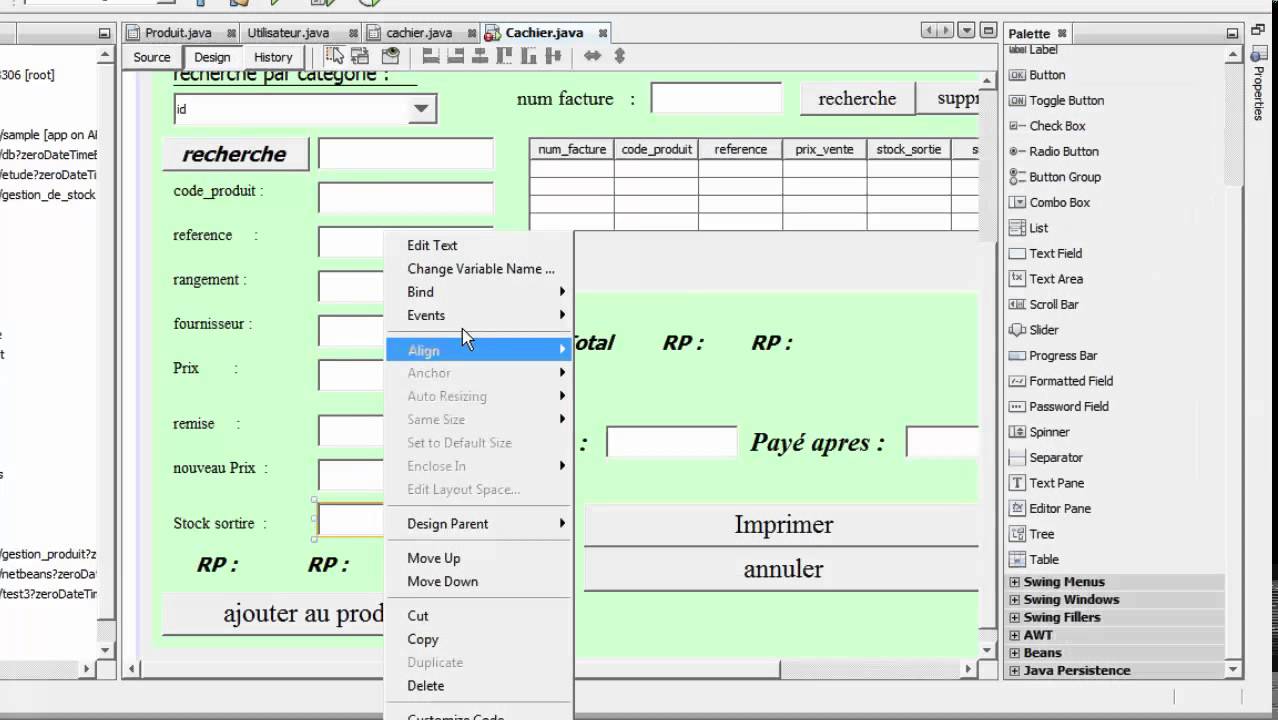 Produit.java
Utilisateur.java
cachier.java
Cachier.java
Source
Design
History
3306 [root]
/sample [app on A
/db?zeroDateTimeB
/etude?zeroDateTim
/gestion_de_stock
/gestion_produit?z
/netbeans?zeroDat
/test3?zeroDateTim
recherche par categorie :
id
num facture :
recherche
suppr
recherche
num_facture code_produit reference prix_vente stock_sortie s
code_produit :
reference :
rangement :
fournisseur :
Prix :
remise :
nouveau Prix :
Stock sortire :
RP : RP :
ajouter au prod
otal RP : RP :
: Payé apres :
Imprimer
annuler
Edit Text
Change Variable Name ...
Bind
Events
Align
Anchor
Auto Resizing
Same Size
Set to Default Size
Enclose In
Edit Layout Space...
Design Parent
Move Up
Move Down
Cut
Copy
Duplicate
Delete
Customize Code
Palette
Label
Button
Toggle Button
Check Box
Radio Button
Button Group
Combo Box
List
Text Field
Text Area
Scroll Bar
Slider
Progress Bar
Formatted Field
Password Field
Spinner
Separator
Text Pane
Editor Pane
Tree
Table
Swing Menus
Swing Windows
Swing Fillers
AWT
Beans
Java Persistence
Properties